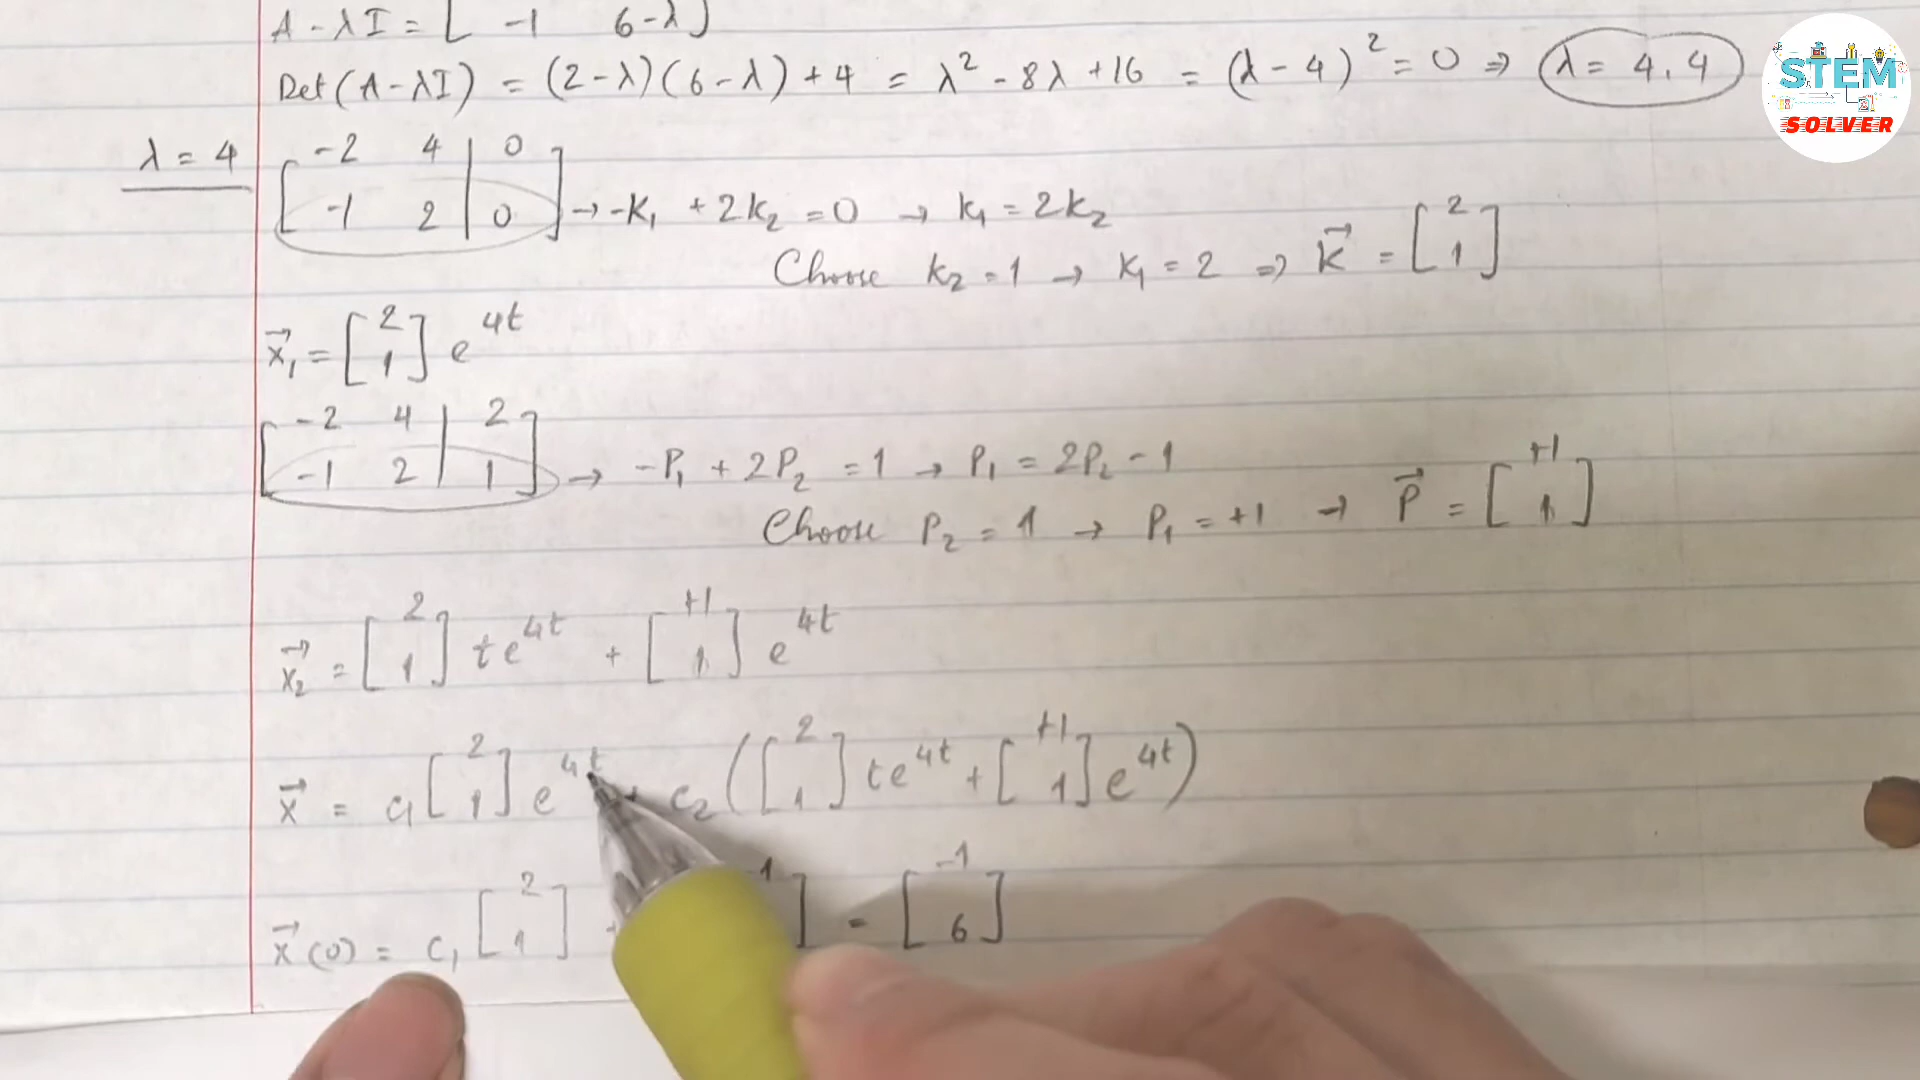 A - λI = [ -1 6-λ ]
Det(A-λI) = (2-λ)(6-λ)+4 = λ² - 8λ +16 = (λ-4)² = 0 ⇒ λ = 4, 4
STEM
SOLVER
λ = 4
[ -2 4 | 0
-1 2 | 0 ] → -K₁ + 2K₂ = 0 → K₁ = 2K₂
Choose K₂ = 1 → K₁ = 2 ⇒ K⃗ = [ 2
1 ]
x⃗₁ = [ 2
1 ] e^4t
[ -2 4 | 2
-1 2 | 1 ] → -P₁ + 2P₂ = 1 → P₁ = 2P₂ - 1
Choose P₂ = 1 → P₁ = +1 → P⃗ = [ +1
1 ]
x⃗₂ = [ 2
1 ] te^4t + [ +1
1 ] e^4t
x⃗ = c₁ [ 2
1 ] e^4t + c₂ ( [ 2
1 ] te^4t + [ +1
1 ] e^4t )
x⃗(0) = c₁ [ 2
1 ] = [ -1
6 ]